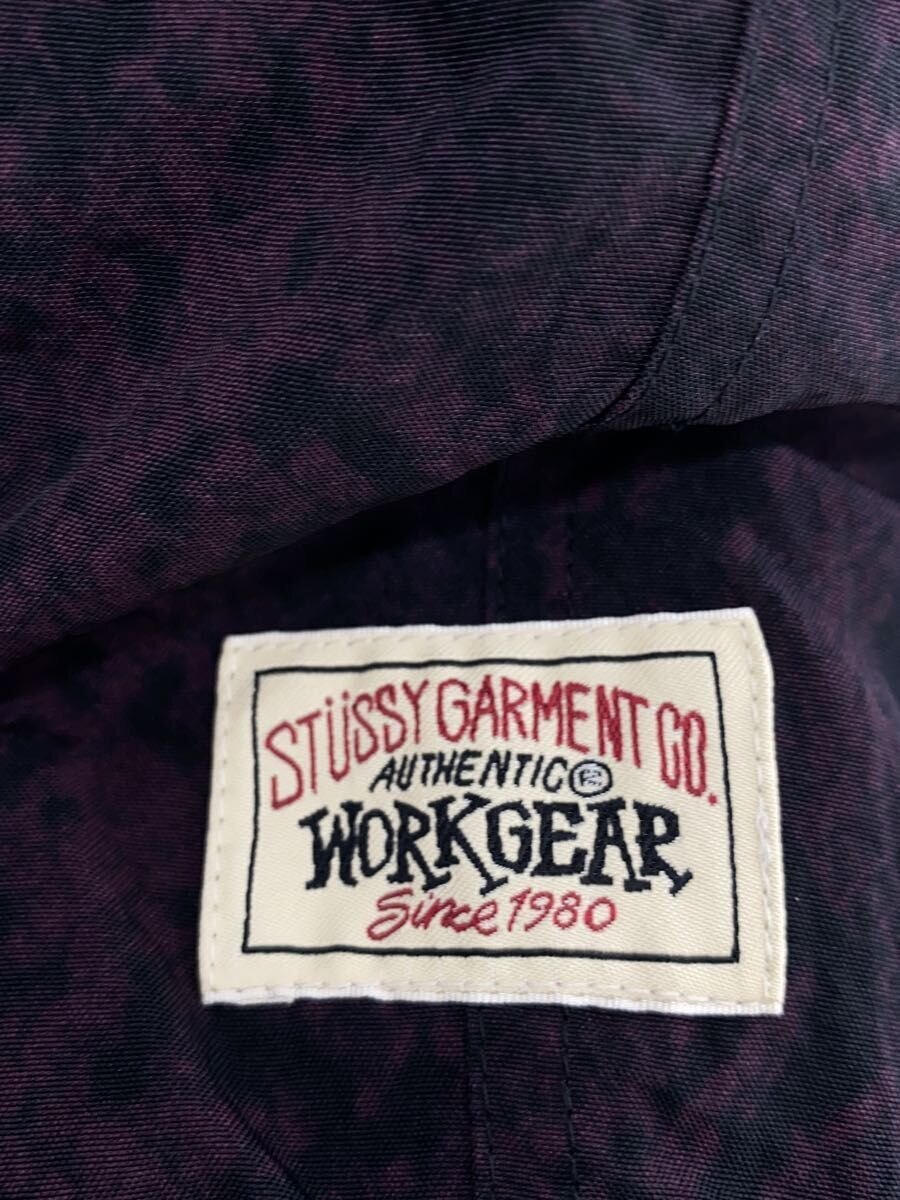 STÜSSY GARMENT CO.
AUTHENTIC®
WORKGEAR
Since 1980